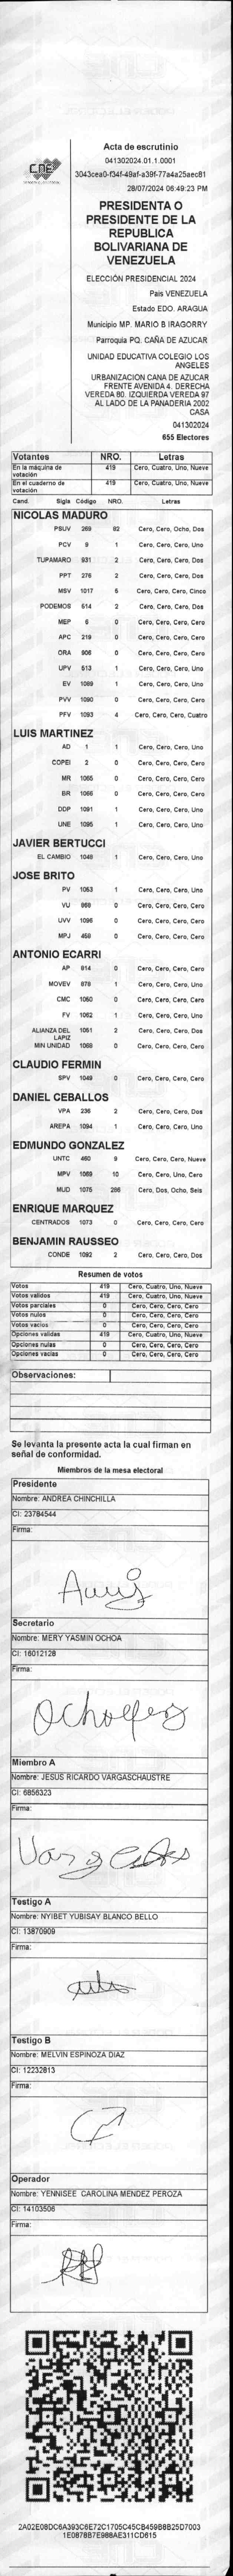 CNE
Acta de escrutinio
041302024.01.1.0001
3043cea0-f34f-49af-a39f-77a4a25aec81
28/07/2024 06:49:23 PM
PRESIDENTA O
PRESIDENTE DE LA
REPUBLICA
BOLIVARIANA DE
VENEZUELA
ELECCIÓN PRESIDENCIAL 2024
Pais VENEZUELA
Estado EDO. ARAGUA
Municipio MP. MARIO B IRAGORRY
Parroquia PQ. CAÑA DE AZUCAR
UNIDAD EDUCATIVA COLEGIO LOS
ANGELES
URBANIZACION CANA DE AZUCAR
FRENTE AVENIDA 4. DERECHA
VEREDA 80. IZQUIERDA VEREDA 97
AL LADO DE LA PANADERIA 2002
CASA
041302024
655 Electores
Votantes NRO. Letras
En la máquina de votación 419 Cero, Cuatro, Uno, Nueve
En el cuaderno de votación 419 Cero, Cuatro, Uno, Nueve
Cand. Sigla Código NRO. Letras
NICOLAS MADURO
PSUV 269 82 Cero, Cero, Ocho, Dos
PCV 9 1 Cero, Cero, Cero, Uno
TUPAMARO 931 2 Cero, Cero, Cero, Dos
PPT 276 2 Cero, Cero, Cero, Dos
MSV 1017 5 Cero, Cero, Cero, Cinco
PODEMOS 514 2 Cero, Cero, Cero, Dos
MEP 6 0 Cero, Cero, Cero, Cero
APC 219 0 Cero, Cero, Cero, Cero
ORA 906 0 Cero, Cero, Cero, Cero
UPV 513 1 Cero, Cero, Cero, Uno
EV 1089 1 Cero, Cero, Cero, Uno
PVV 1090 0 Cero, Cero, Cero, Cero
PFV 1093 4 Cero, Cero, Cero, Cuatro
LUIS MARTINEZ
AD 1 1 Cero, Cero, Cero, Uno
COPEI 2 0 Cero, Cero, Cero, Cero
MR 1065 0 Cero, Cero, Cero, Cero
BR 1066 0 Cero, Cero, Cero, Cero
DDP 1091 1 Cero, Cero, Cero, Uno
UNE 1095 1 Cero, Cero, Cero, Uno
JAVIER BERTUCCI
EL CAMBIO 1048 1 Cero, Cero, Cero, Uno
JOSE BRITO
PV 1053 1 Cero, Cero, Cero, Uno
VU 969 0 Cero, Cero, Cero, Cero
UVV 1096 0 Cero, Cero, Cero, Cero
MPJ 459 0 Cero, Cero, Cero, Cero
ANTONIO ECARRI
AP 914 0 Cero, Cero, Cero, Cero
MOVEV 878 1 Cero, Cero, Cero, Uno
CMC 1050 0 Cero, Cero, Cero, Cero
FV 1062 1 Cero, Cero, Cero, Uno
ALIANZA DEL LAPIZ 1051 2 Cero, Cero, Cero, Dos
MIN UNIDAD 1069 0 Cero, Cero, Cero, Cero
CLAUDIO FERMIN
SPV 1049 0 Cero, Cero, Cero, Cero
DANIEL CEBALLOS
VPA 236 2 Cero, Cero, Cero, Dos
AREPA 1094 1 Cero, Cero, Cero, Uno
EDMUNDO GONZALEZ
UNTC 460 9 Cero, Cero, Cero, Nueve
MPV 1069 10 Cero, Cero, Uno, Cero
MUD 1075 286 Cero, Dos, Ocho, Seis
ENRIQUE MARQUEZ
CENTRADOS 1073 0 Cero, Cero, Cero, Cero
BENJAMIN RAUSSEO
CONDE 1092 2 Cero, Cero, Cero, Dos
Resumen de votos
Votos 419 Cero, Cuatro, Uno, Nueve
Votos validos 419 Cero, Cuatro, Uno, Nueve
Votos parciales 0 Cero, Cero, Cero, Cero
Votos nulos 0 Cero, Cero, Cero, Cero
Votos vacios 0 Cero, Cero, Cero, Cero
Opciones validas 419 Cero, Cuatro, Uno, Nueve
Opciones nulas 0 Cero, Cero, Cero, Cero
Opciones vacias 0 Cero, Cero, Cero, Cero
Observaciones:
Se levanta la presente acta la cual firman en
señal de conformidad.
Miembros de la mesa electoral
Presidente
Nombre: ANDREA CHINCHILLA
CI: 23784544
Firma:
Secretario
Nombre: MERY YASMIN OCHOA
CI: 16012128
Firma:
Miembro A
Nombre: JESUS RICARDO VARGASCHAUSTRE
CI: 6856323
Firma:
Testigo A
Nombre: NYIBET YUBISAY BLANCO BELLO
CI: 13870909
Firma:
Testigo B
Nombre: MELVIN ESPINOZA DIAZ
CI: 12232813
Firma:
Operador
Nombre: YENNISEE CAROLINA MENDEZ PEROZA
CI: 14103506
Firma:
2A02E08DC6A393C6E72C1705C45CB459B8B25D7003
1E0878B7E988AE311CD615